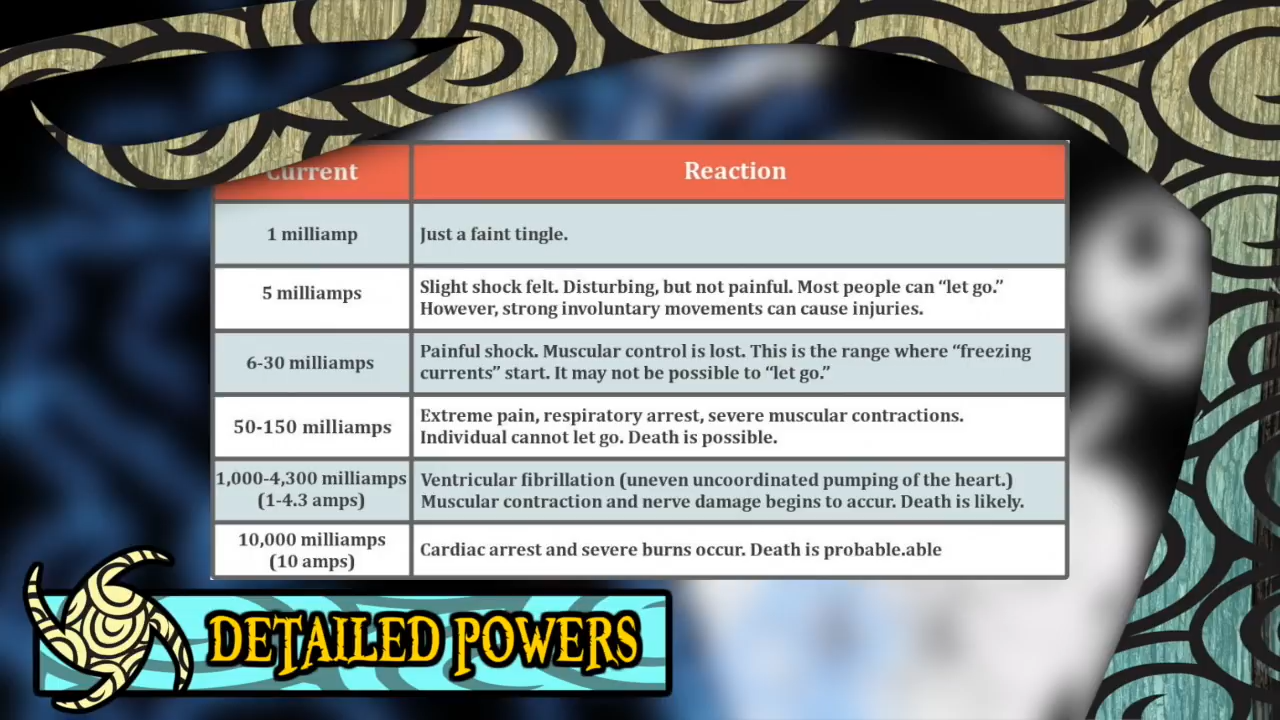 Current
Reaction
1 milliamp
Just a faint tingle.
5 milliamps
Slight shock felt. Disturbing, but not painful. Most people can “let go.”
However, strong involuntary movements can cause injuries.
6-30 milliamps
Painful shock. Muscular control is lost. This is the range where “freezing
currents” start. It may not be possible to “let go.”
50-150 milliamps
Extreme pain, respiratory arrest, severe muscular contractions.
Individual cannot let go. Death is possible.
1,000-4,300 milliamps
(1-4.3 amps)
Ventricular fibrillation (uneven uncoordinated pumping of the heart.)
Muscular contraction and nerve damage begins to accur. Death is likely.
10,000 milliamps
(10 amps)
Cardiac arrest and severe burns occur. Death is probable.able
DETAILED POWERS